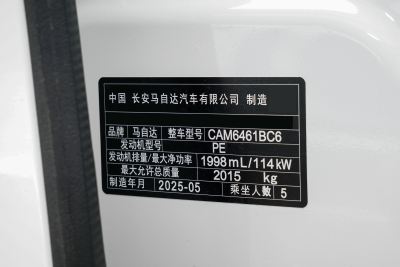 中国 长安马自达汽车有限公司 制造
品牌 马自达 整车型号 CAM6461BC6
发动机型号 PE
发动机排量/最大净功率 1998mL/114kW
最大允许总质量 2015 kg
制造年月 2025-05 乘坐人数 5